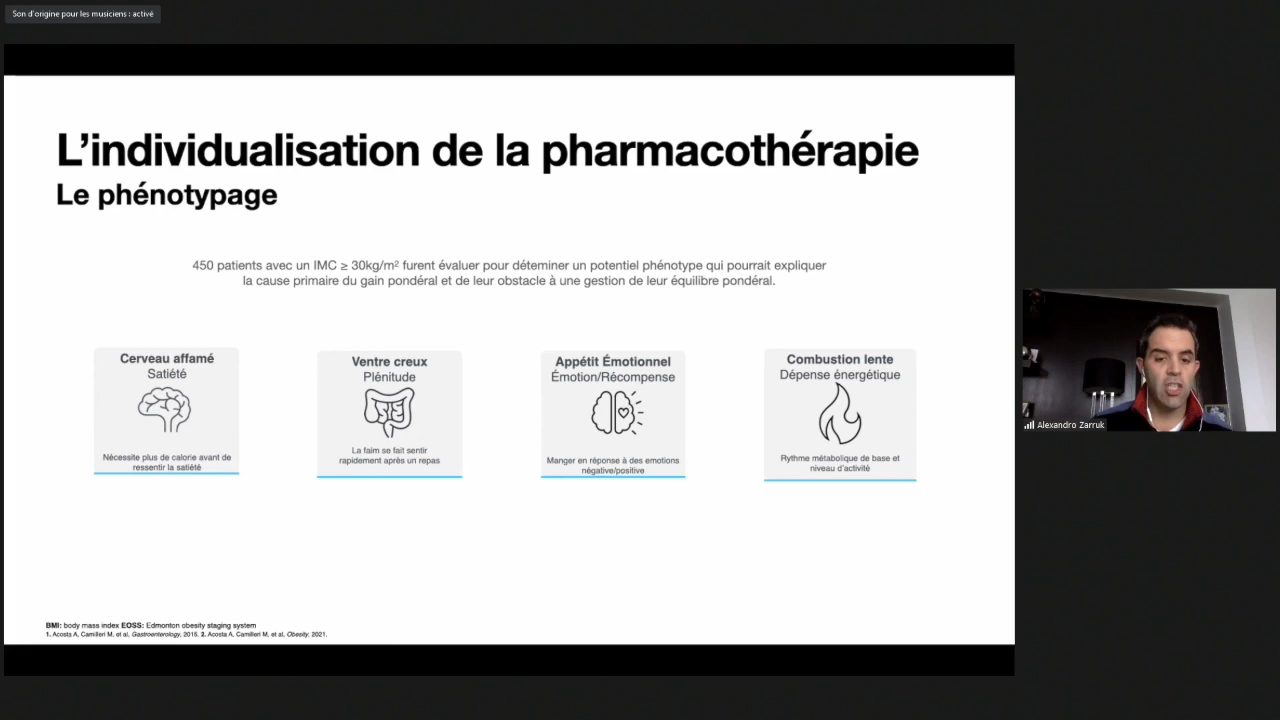 Son d'origine pour les musiciens : activé
L'individualisation de la pharmacothérapie
Le phénotypage
450 patients avec un IMC ≥ 30kg/m² furent évaluer pour déteminer un potentiel phénotype qui pourrait expliquer
la cause primaire du gain pondéral et de leur obstacle à une gestion de leur équilibre pondéral.
Cerveau affamé
Satiété
Nécessite plus de calorie avant de
ressentir la satiété
Ventre creux
Plénitude
La faim se fait sentir
rapidement après un repas
Appétit Émotionnel
Émotion/Récompense
Manger en réponse à des emotions
négative/positive
Combustion lente
Dépense énergétique
Rythme métabolique de base et
niveau d'activité
Alexandro Zarruk
BMI: body mass index EOSS: Edmonton obesity staging system
1. Acosta A, Camilleri M, et al, Gastroenterology, 2015. 2. Acosta A, Camilleri M, et al, Obesity, 2021.